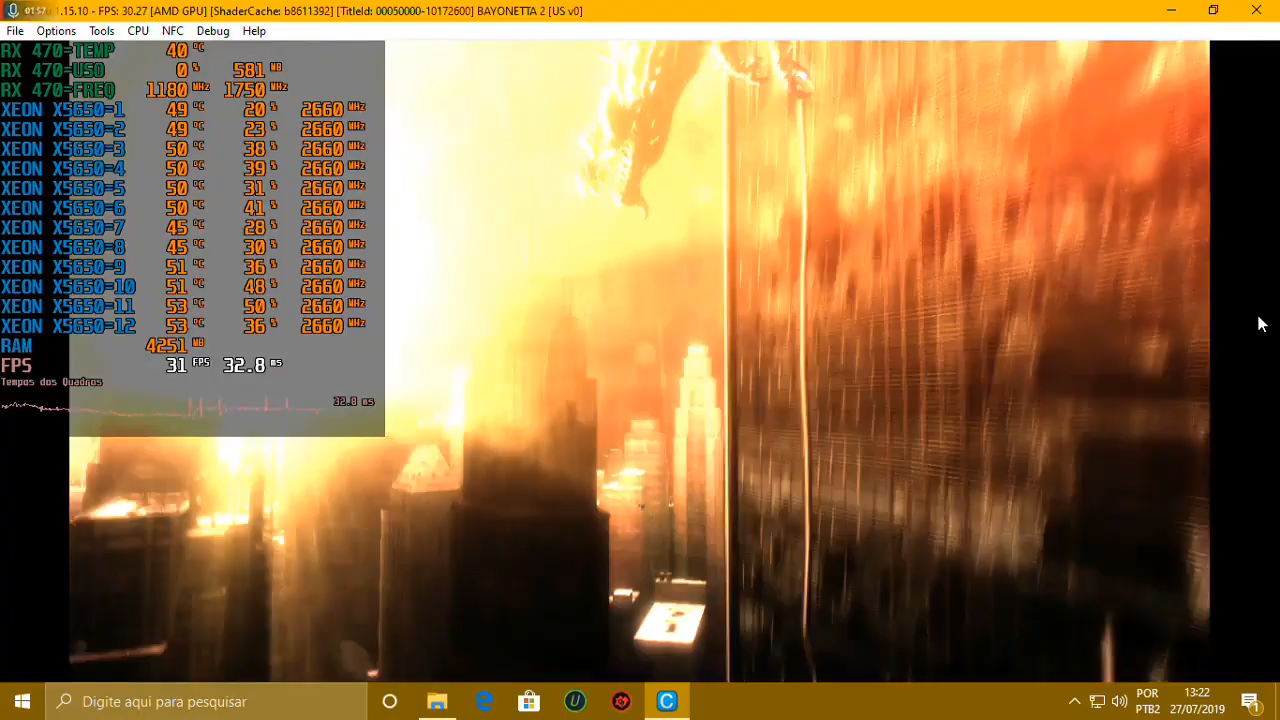 01:57 1.15.10 - FPS: 30.27 [AMD GPU] [ShaderCache: b8611392] [TitleId: 00050000-10172600] BAYONETTA 2 [US v0]
File Options Tools CPU NFC Debug Help
RX 470=TEMP 40 °C
RX 470=USO 0 % 581 MB
RX 470=FREQ 1180 MHz 1750 MHz
XEON X5650=1 49 °C 20 % 2660 MHz
XEON X5650=2 49 °C 23 % 2660 MHz
XEON X5650=3 50 °C 38 % 2660 MHz
XEON X5650=4 50 °C 39 % 2660 MHz
XEON X5650=5 50 °C 31 % 2660 MHz
XEON X5650=6 50 °C 41 % 2660 MHz
XEON X5650=7 45 °C 28 % 2660 MHz
XEON X5650=8 45 °C 30 % 2660 MHz
XEON X5650=9 51 °C 36 % 2660 MHz
XEON X5650=10 51 °C 48 % 2660 MHz
XEON X5650=11 53 °C 50 % 2660 MHz
XEON X5650=12 53 °C 36 % 2660 MHz
RAM 4251 MB
FPS 31 FPS 32.8 ms
Tempos dos Quadros
32.8 ms
Digite aqui para pesquisar
POR 13:22
PTB2 27/07/2019
1